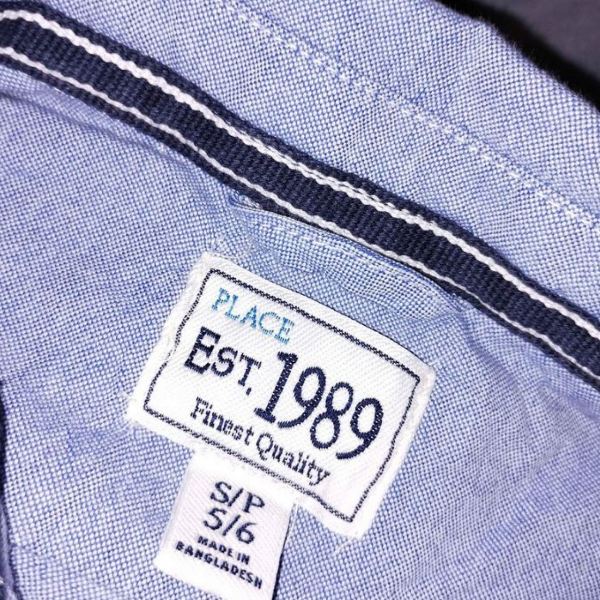 PLACE
EST. 1989
Finest Quality
S/P
5/6
MADE IN
BANGLADESH